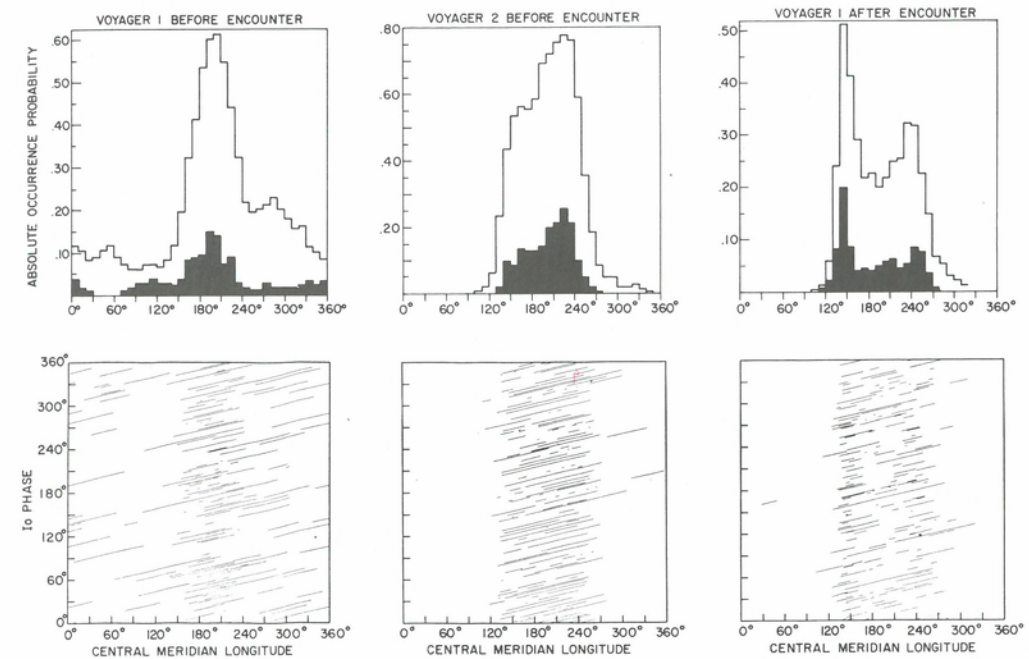 VOYAGER I BEFORE ENCOUNTER
VOYAGER 2 BEFORE ENCOUNTER
VOYAGER I AFTER ENCOUNTER
ABSOLUTE OCCURRENCE PROBABILITY
.60
.50
.40
.30
.20
.10
0° 60° 120° 180° 240° 300° 360°
.80
.60
.40
.20
0° 60° 120° 180° 240° 300° 360°
.50
.40
.30
.20
.10
0° 60° 120° 180° 240° 300° 360°
Io PHASE
360°
300°
240°
180°
120°
60°
0°
0° 60° 120° 180° 240° 300° 360°
CENTRAL MERIDIAN LONGITUDE
0° 60° 120° 180° 240° 300° 360°
CENTRAL MERIDIAN LONGITUDE
0° 60° 120° 180° 240° 300° 360°
CENTRAL MERIDIAN LONGITUDE